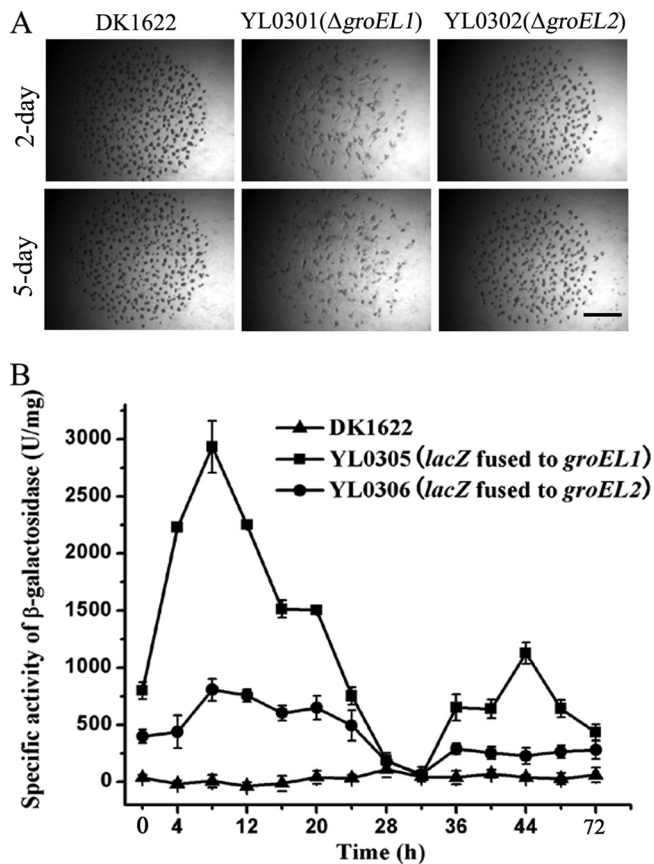 A
DK1622 YL0301(ΔgroEL1) YL0302(ΔgroEL2)
2-day
5-day
B
Specific activity of β-galactosidase (U/mg)
3000
2500
2000
1500
1000
500
0
DK1622
YL0305 (lacZ fused to groEL1)
YL0306 (lacZ fused to groEL2)
0 4 12 20 28 36 44 72
Time (h)